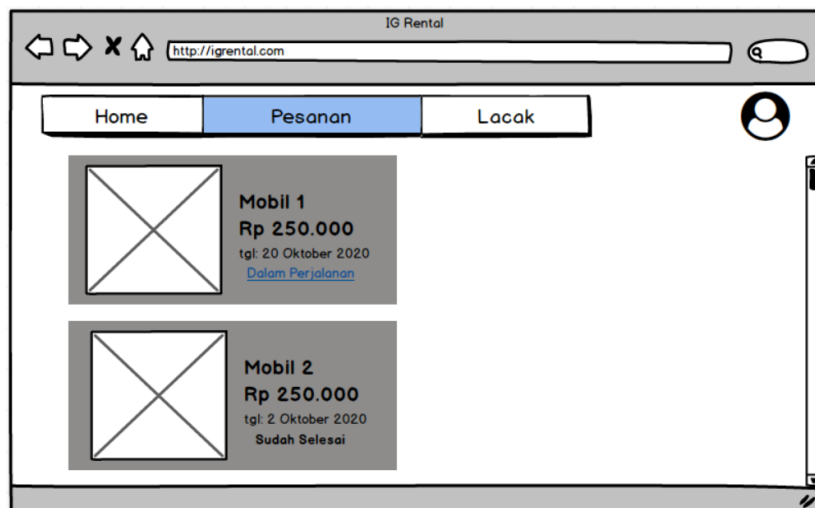 IG Rental
http://igrental.com
Home Pesanan Lacak
Mobil 1
Rp 250.000
tgl: 20 Oktober 2020
Dalam Perjalanan
Mobil 2
Rp 250.000
tgl: 2 Oktober 2020
Sudah Selesai